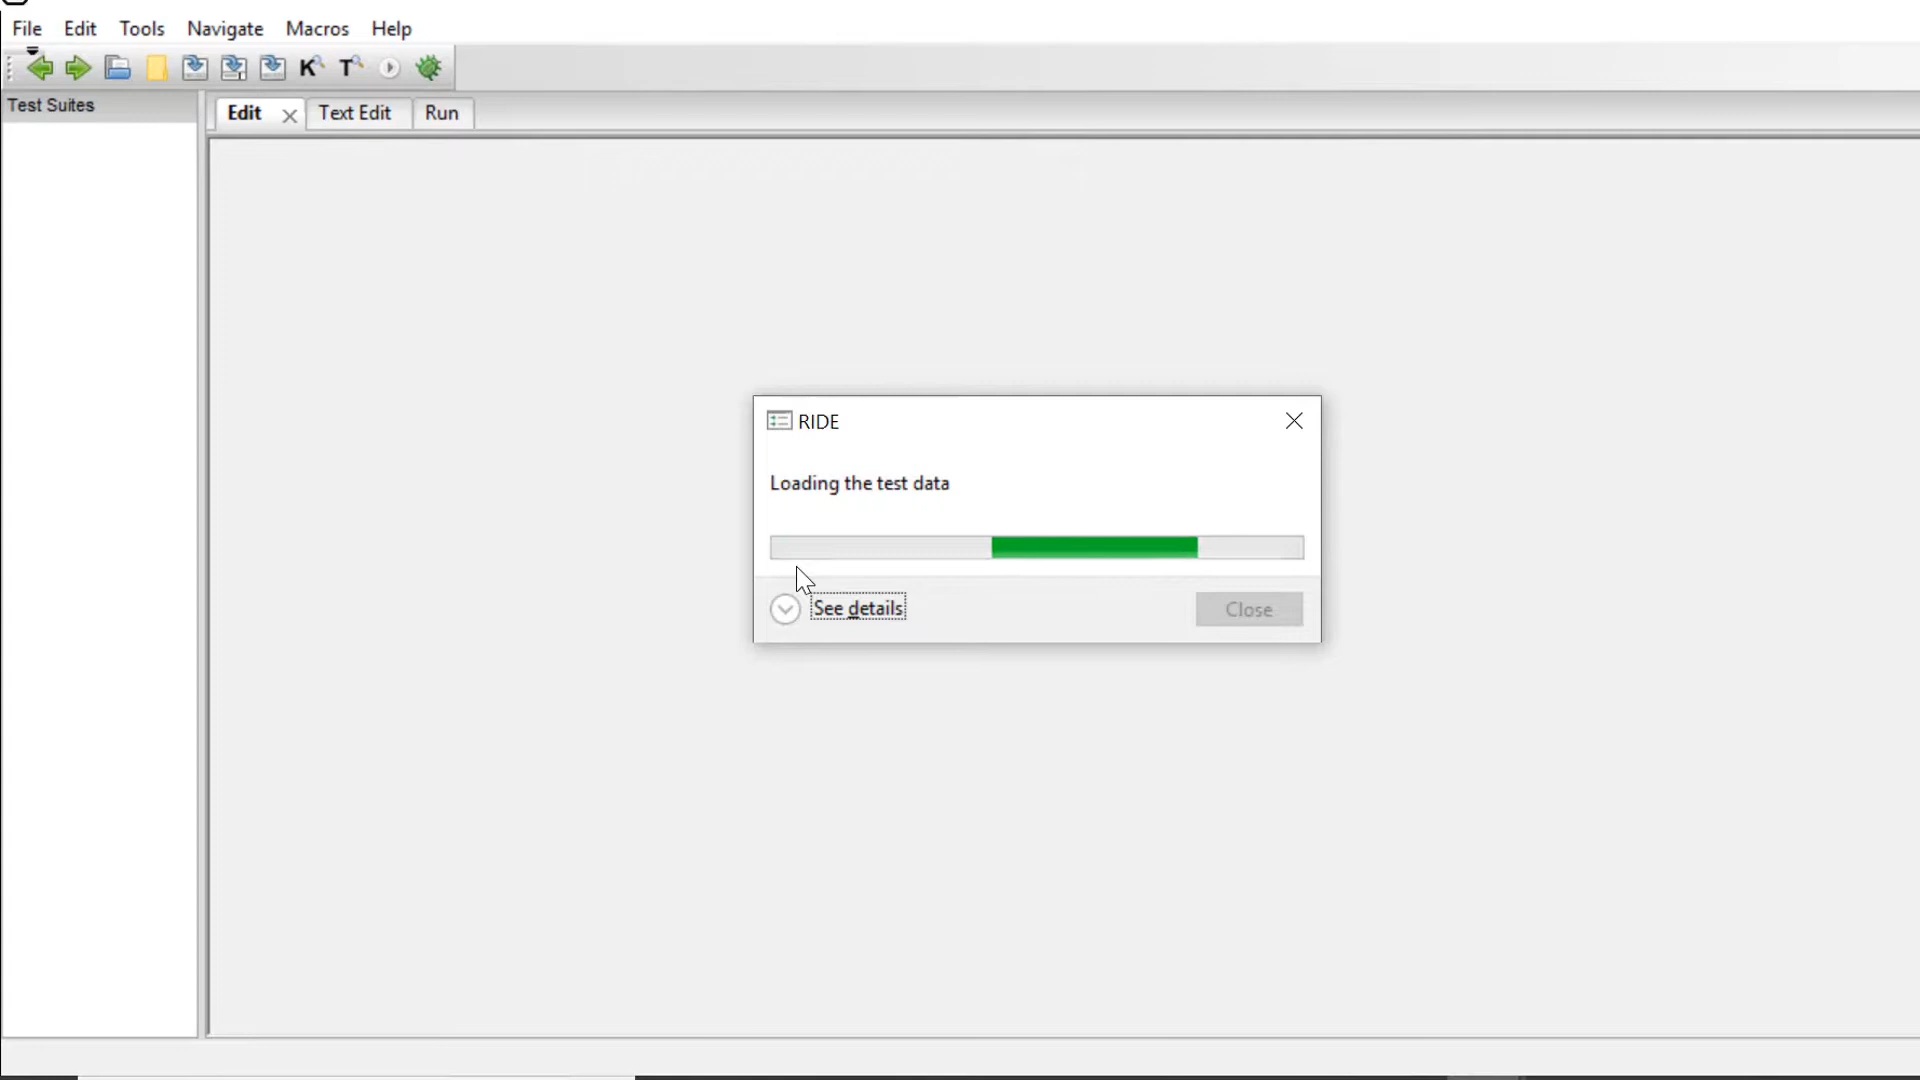 File Edit Tools Navigate Macros Help
K T
Test Suites
Edit Text Edit Run
RIDE
Loading the test data
See details Close